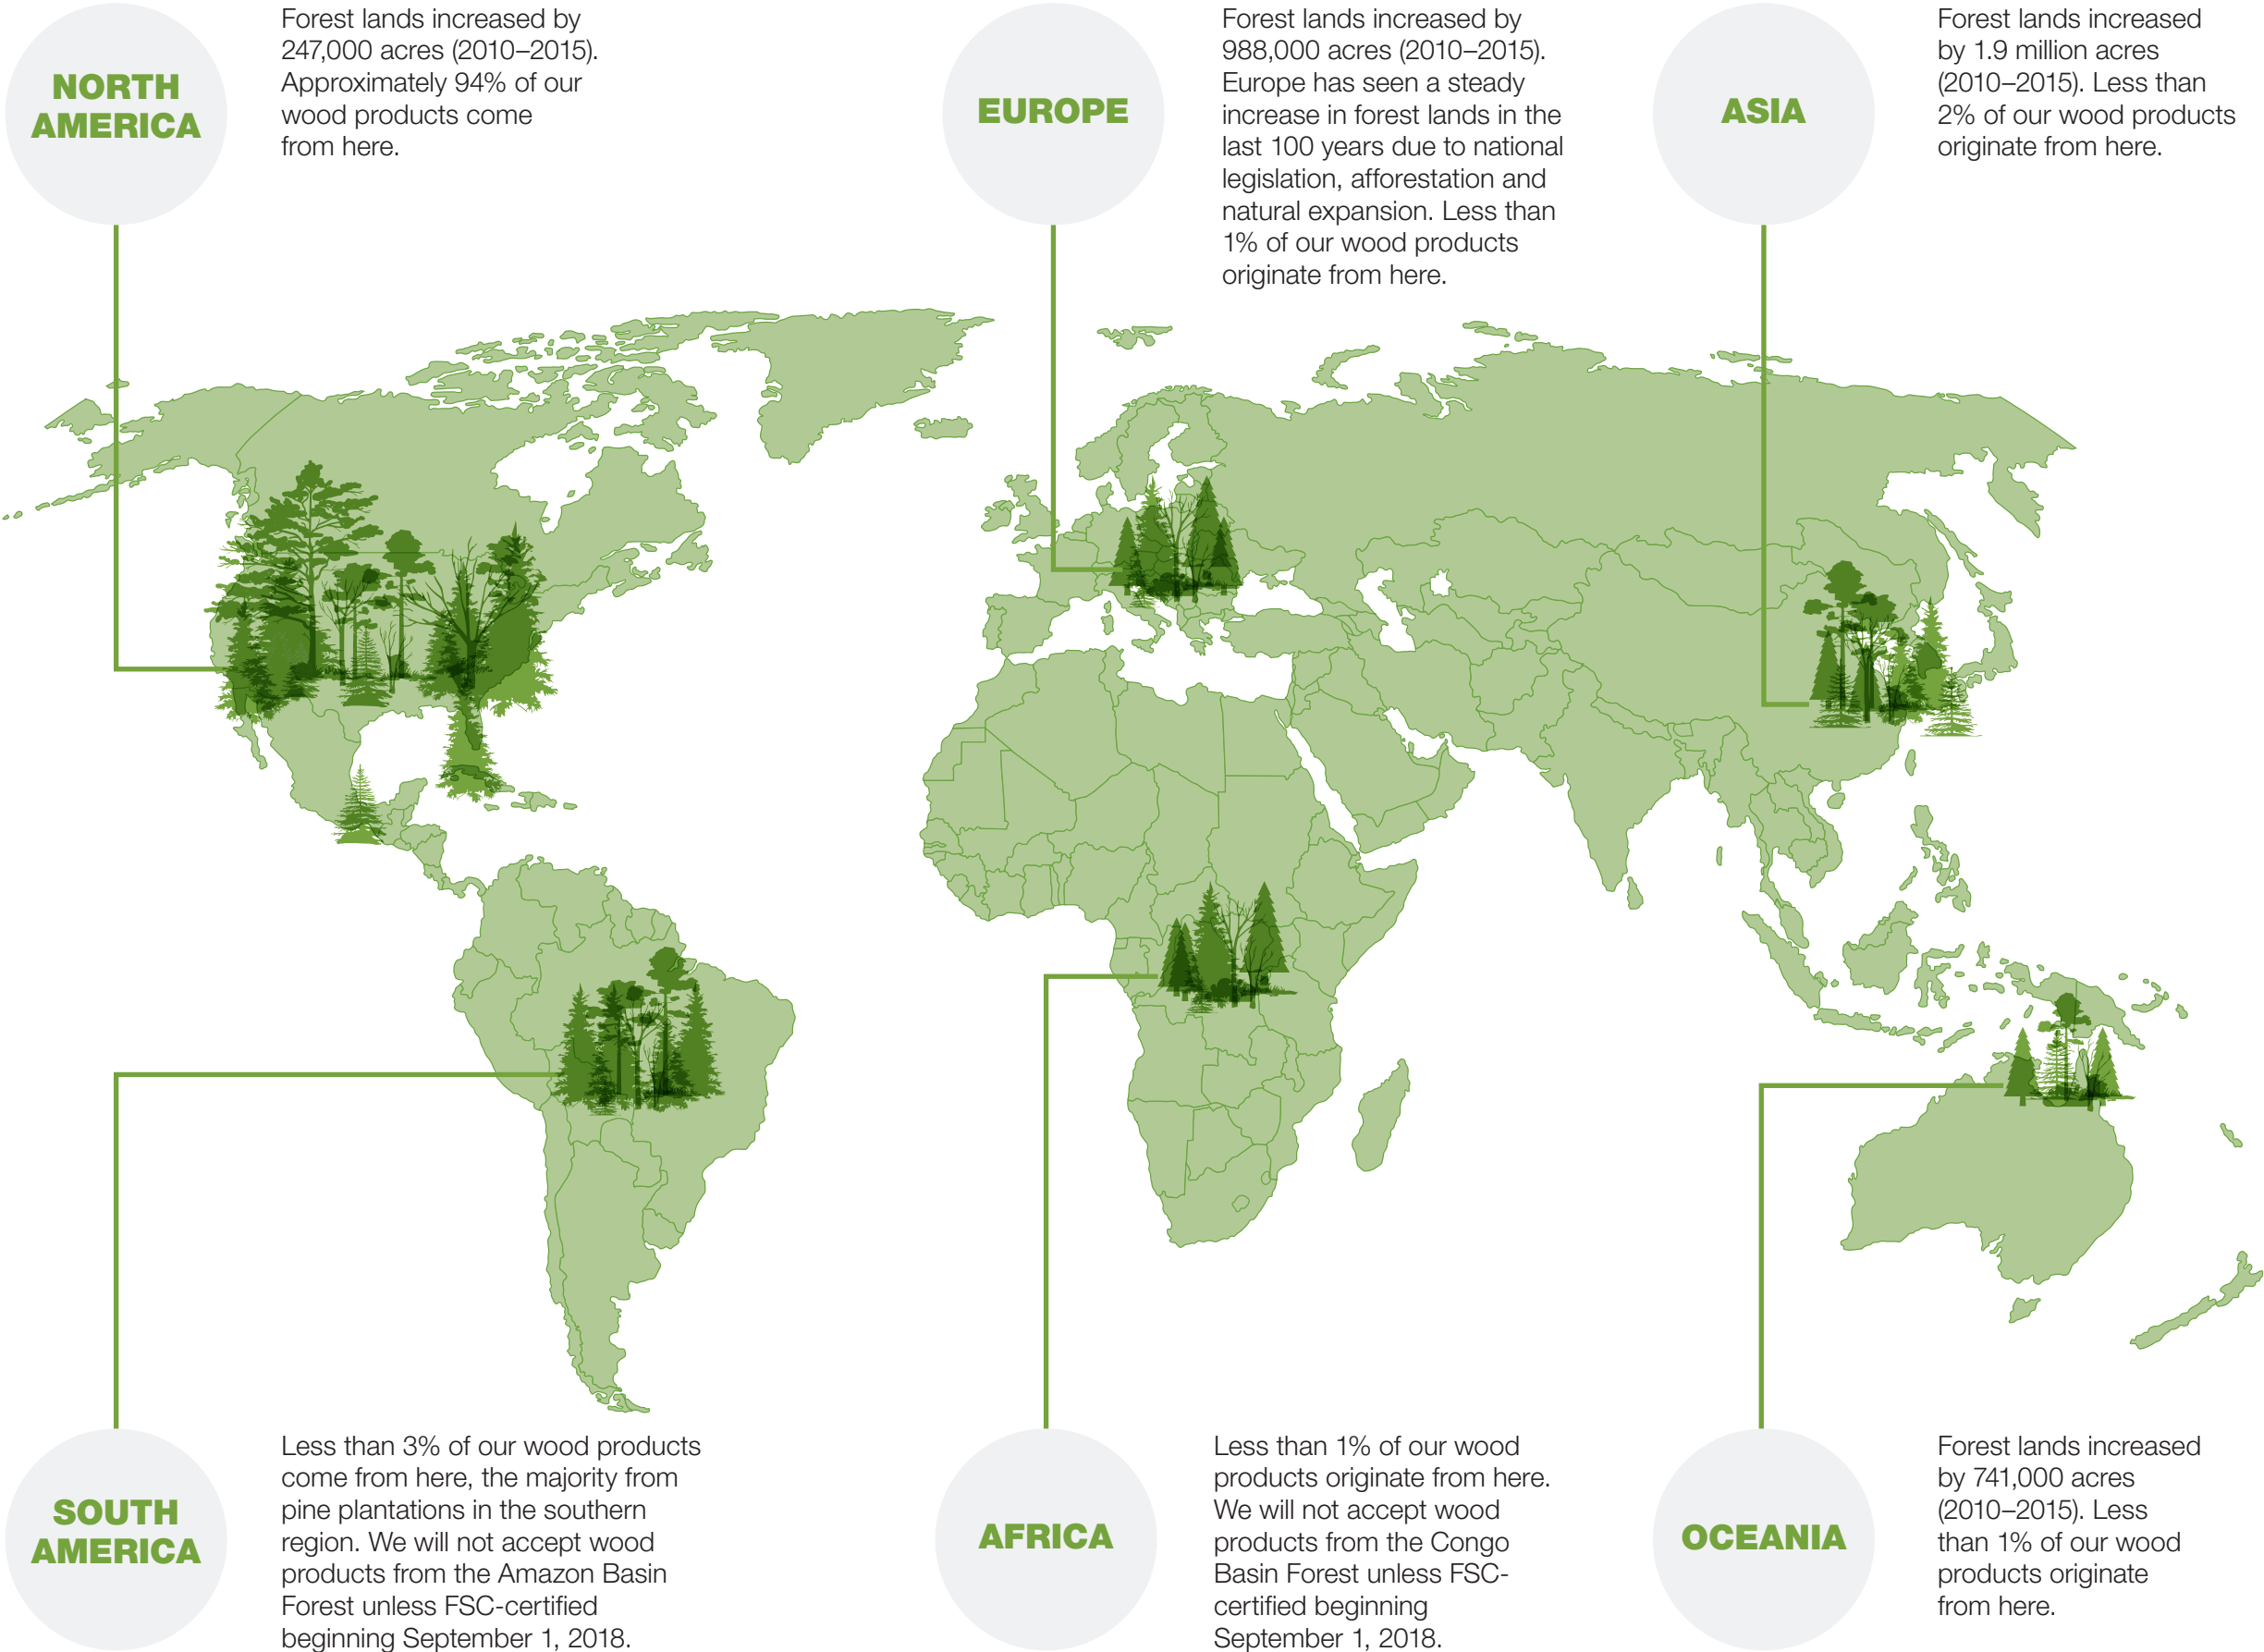 NORTH
AMERICA
Forest lands increased by
247,000 acres (2010–2015).
Approximately 94% of our
wood products come
from here.
EUROPE
Forest lands increased by
988,000 acres (2010–2015).
Europe has seen a steady
increase in forest lands in the
last 100 years due to national
legislation, afforestation and
natural expansion. Less than
1% of our wood products
originate from here.
ASIA
Forest lands increased
by 1.9 million acres
(2010–2015). Less than
2% of our wood products
originate from here.
SOUTH
AMERICA
Less than 3% of our wood products
come from here, the majority from
pine plantations in the southern
region. We will not accept wood
products from the Amazon Basin
Forest unless FSC-certified
beginning September 1, 2018.
AFRICA
Less than 1% of our wood
products originate from here.
We will not accept wood
products from the Congo
Basin Forest unless FSC-
certified beginning
September 1, 2018.
OCEANIA
Forest lands increased
by 741,000 acres
(2010–2015). Less
than 1% of our wood
products originate
from here.